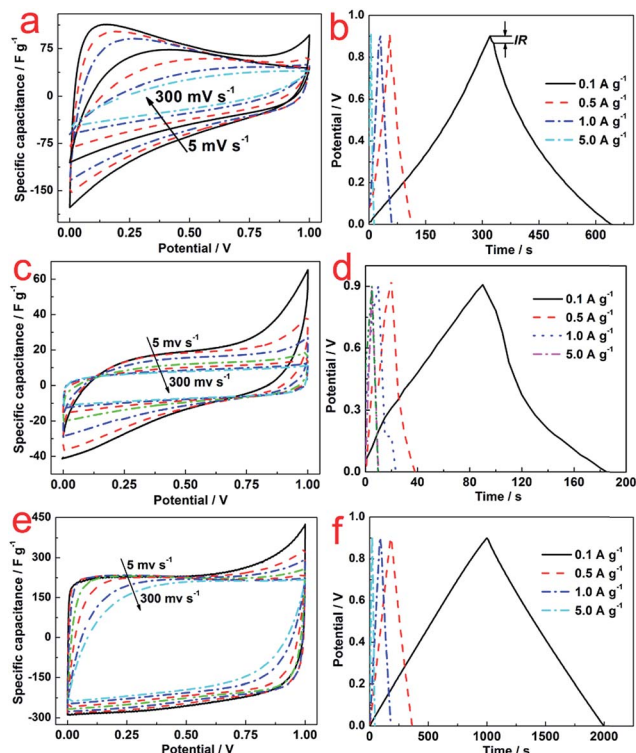 a
Specific capacitance / F g-1
75
0
-75
-150
300 mV s-1
5 mV s-1
0.00 0.25 0.50 0.75 1.00
Potential / V
b
Potential / V
0.9
0.6
0.3
0.0
IR
0.1 A g-1
0.5 A g-1
1.0 A g-1
5.0 A g-1
0 150 300 450 600
Time / s
c
Specific capacitance / F g-1
60
40
20
0
-20
-40
5 mv s-1
300 mv s-1
0.00 0.25 0.50 0.75 1.00
Potential / V
d
Potential / V
0.9
0.6
0.3
0.0
0.1 A g-1
0.5 A g-1
1.0 A g-1
5.0 A g-1
0 40 80 120 160 200
Time / s
e
Specific capacitance / F g-1
450
300
150
0
-150
-300
5 mv s-1
300 mv s-1
0.00 0.25 0.50 0.75 1.00
Potential / V
f
Potential / V
1.0
0.8
0.6
0.4
0.2
0.0
0.1 A g-1
0.5 A g-1
1.0 A g-1
5.0 A g-1
0 500 1000 1500 2000
Time / s